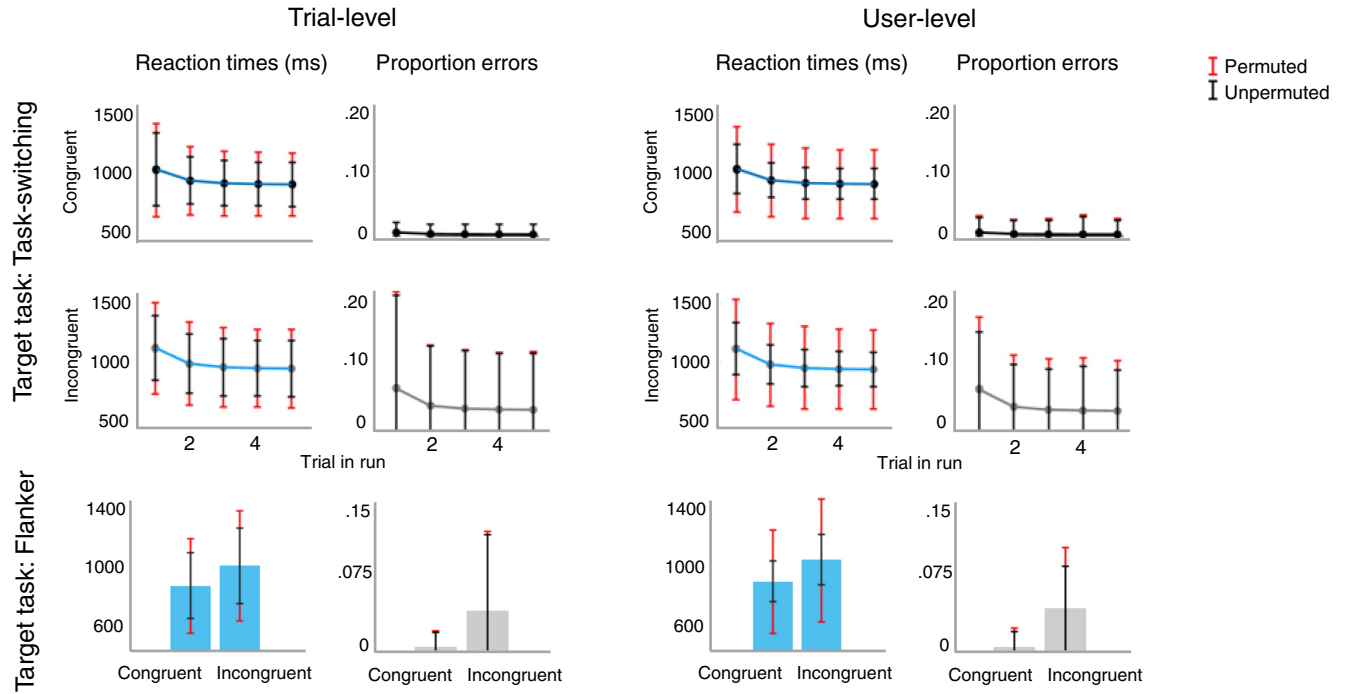 Trial-level
User-level
Reaction times (ms)
Proportion errors
Reaction times (ms)
Proportion errors
Permuted
Unpermuted
Target task: Task-switching
Congruent
1500
1000
500
.20
.10
0
Congruent
1500
1000
500
.20
.10
0
Incongruent
1500
1000
500
.20
.10
0
Incongruent
1500
1000
500
.20
.10
0
2
4
2
4
2
4
2
4
Trial in run
Trial in run
Target task: Flanker
1400
1000
600
.15
.075
0
1400
1000
600
.15
.075
0
Congruent
Incongruent
Congruent
Incongruent
Congruent
Incongruent
Congruent
Incongruent